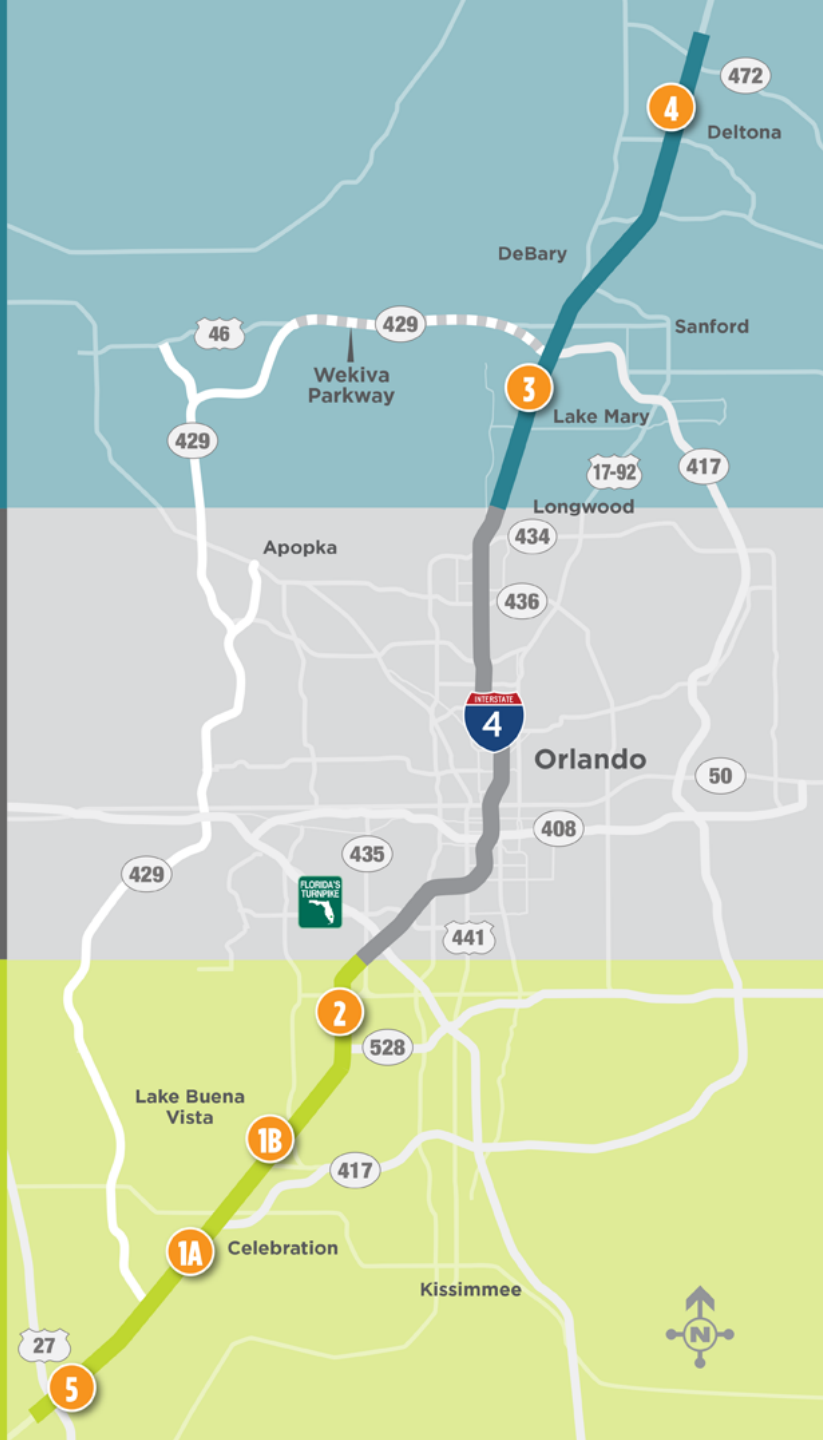 472
4
Deltona
DeBary
Sanford
46
429
Wekiva
Parkway
3
Lake Mary
429
17-92
417
Longwood
434
Apopka
436
INTERSTATE
4
Orlando
50
408
435
429
FLORIDA'S
TURNPIKE
441
2
528
Lake Buena
Vista
1B
417
1A
Celebration
Kissimmee
N
27
5